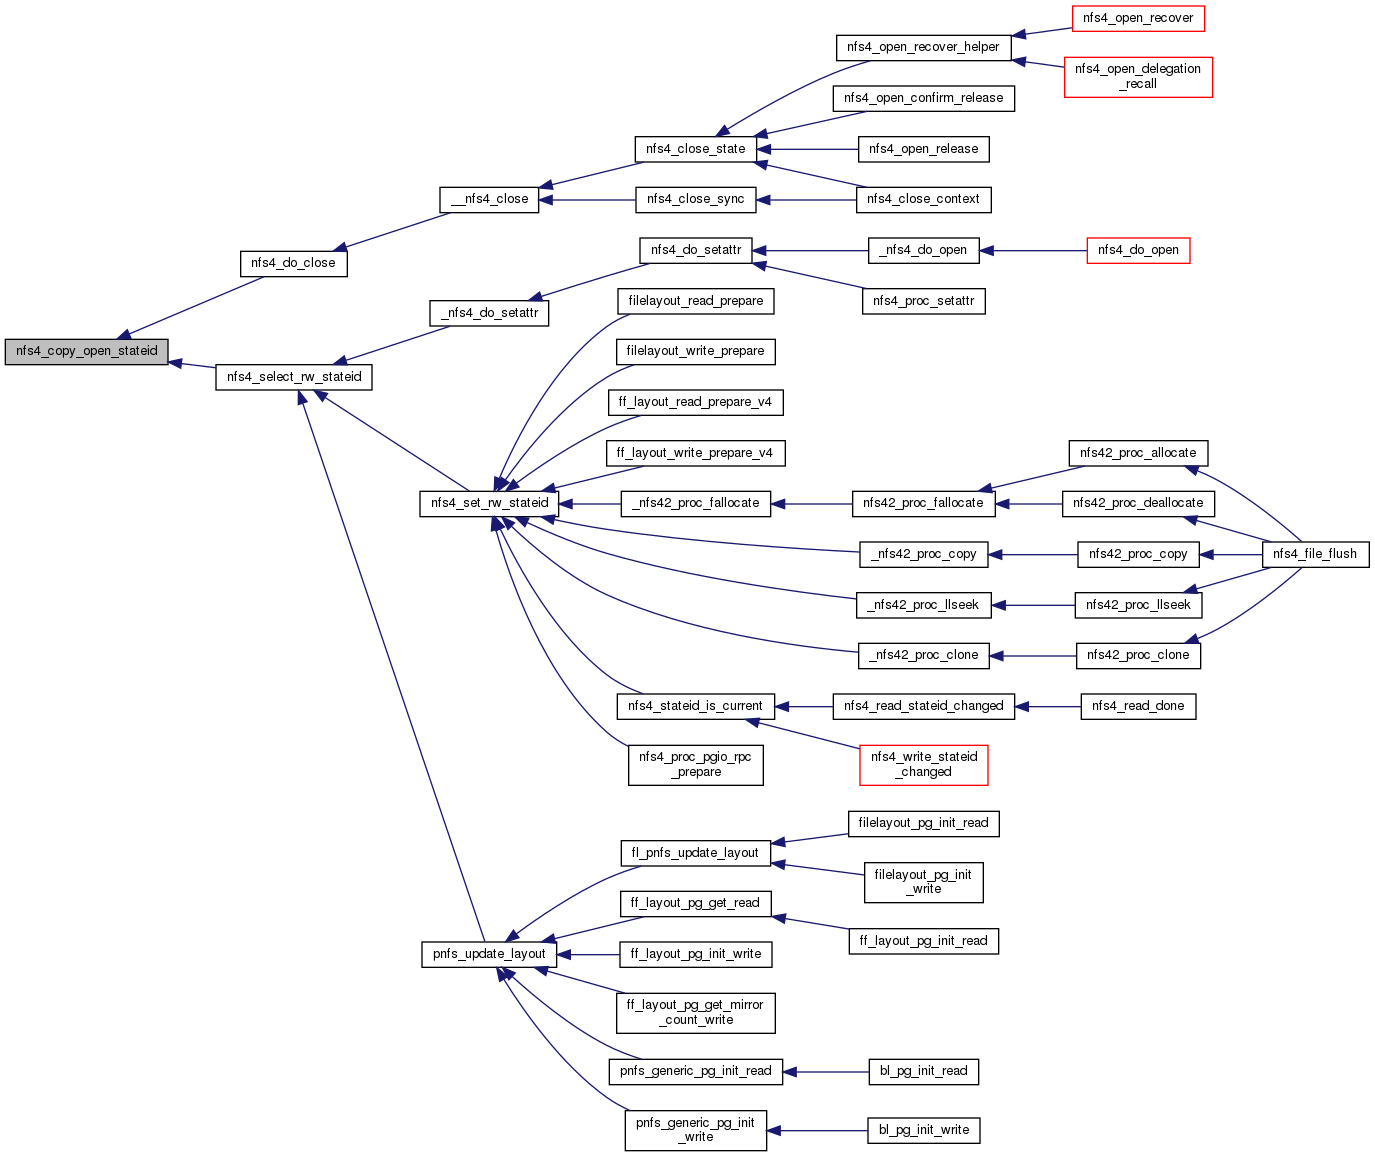 nfs4_open_recover
nfs4_open_recover_helper
nfs4_open_delegation
_recall
nfs4_open_confirm_release
nfs4_close_state
nfs4_open_release
__nfs4_close
nfs4_close_sync
nfs4_close_context
nfs4_do_close
nfs4_do_setattr
_nfs4_do_open
nfs4_do_open
filelayout_read_prepare
nfs4_proc_setattr
_nfs4_do_setattr
nfs4_copy_open_stateid
filelayout_write_prepare
nfs4_select_rw_stateid
ff_layout_read_prepare_v4
ff_layout_write_prepare_v4
nfs42_proc_allocate
nfs4_set_rw_stateid
_nfs42_proc_fallocate
nfs42_proc_fallocate
nfs42_proc_deallocate
_nfs42_proc_copy
nfs42_proc_copy
nfs4_file_flush
_nfs42_proc_llseek
nfs42_proc_llseek
_nfs42_proc_clone
nfs42_proc_clone
nfs4_stateid_is_current
nfs4_read_stateid_changed
nfs4_read_done
nfs4_proc_pgio_rpc
_prepare
nfs4_write_stateid
_changed
filelayout_pg_init_read
fl_pnfs_update_layout
filelayout_pg_init
_write
ff_layout_pg_get_read
ff_layout_pg_init_read
pnfs_update_layout
ff_layout_pg_init_write
ff_layout_pg_get_mirror
_count_write
pnfs_generic_pg_init_read
bl_pg_init_read
pnfs_generic_pg_init
_write
bl_pg_init_write